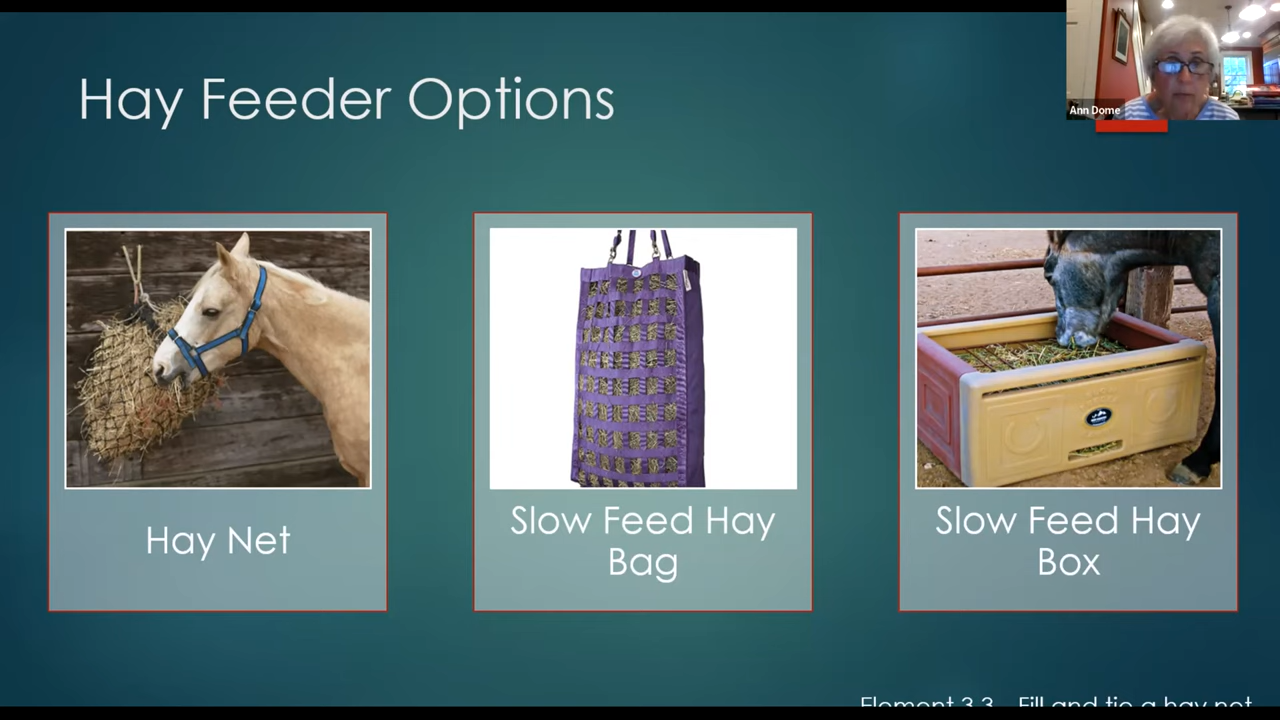 Hay Feeder Options
Ann Dome
Hay Net
Slow Feed Hay
Bag
Slow Feed Hay
Box
Element 3.3 – Fill and tie a hay net